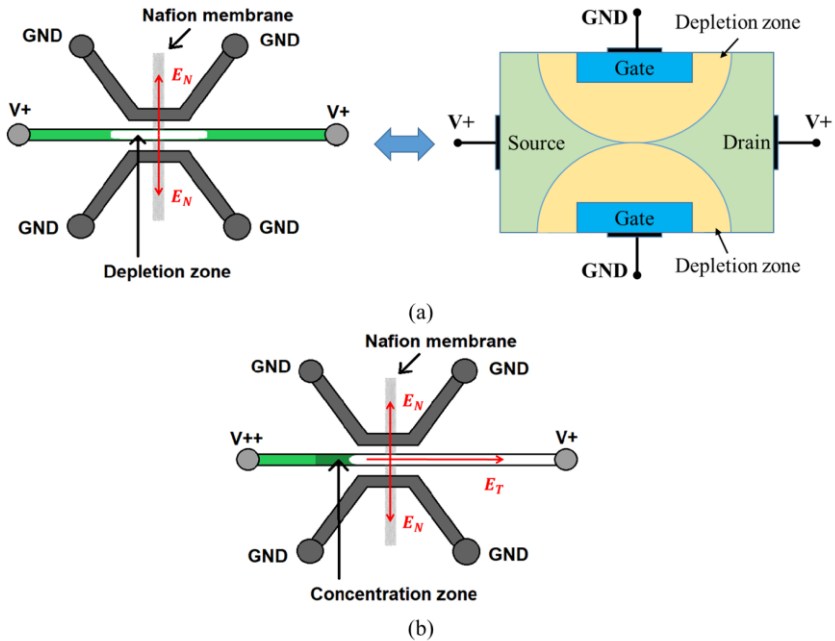 Nafion membrane
GND
GND
E_N
V+
V+
E_N
GND
GND
Depletion zone
GND
Depletion zone
Gate
V+
Source
Drain
V+
Gate
GND
Depletion zone
(a)
Nafion membrane
GND
GND
E_N
V++
V+
E_T
E_N
GND
GND
Concentration zone
(b)